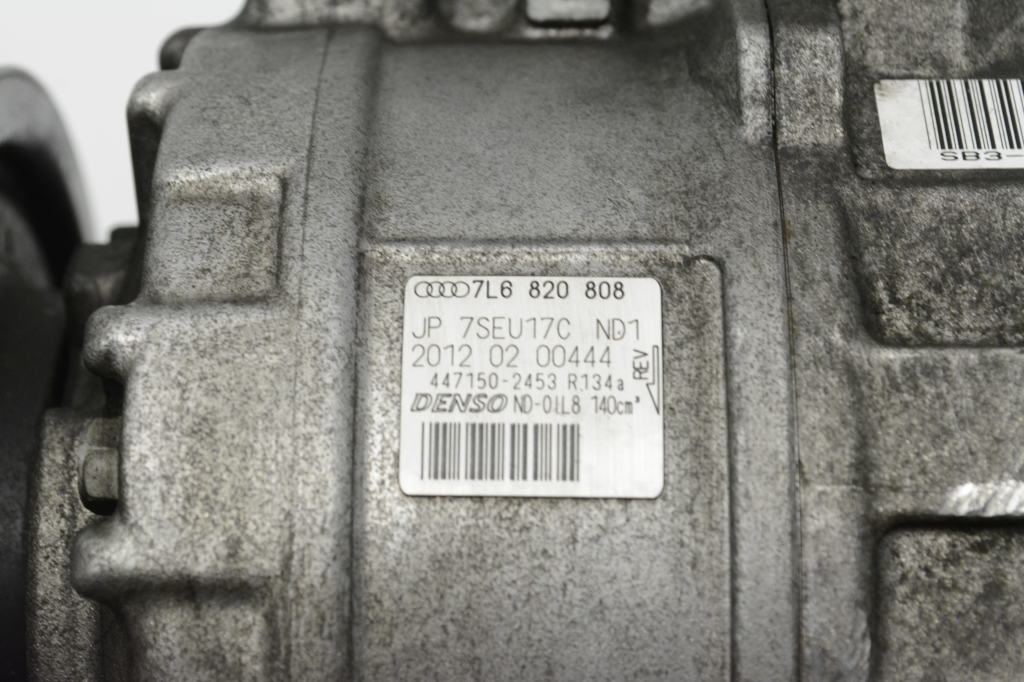 SB3-
7L6 820 808
JP 7SEU17C ND1
2012 02 00444
REV
447150-2453 R134a
DENSO ND-OIL8 140cm³